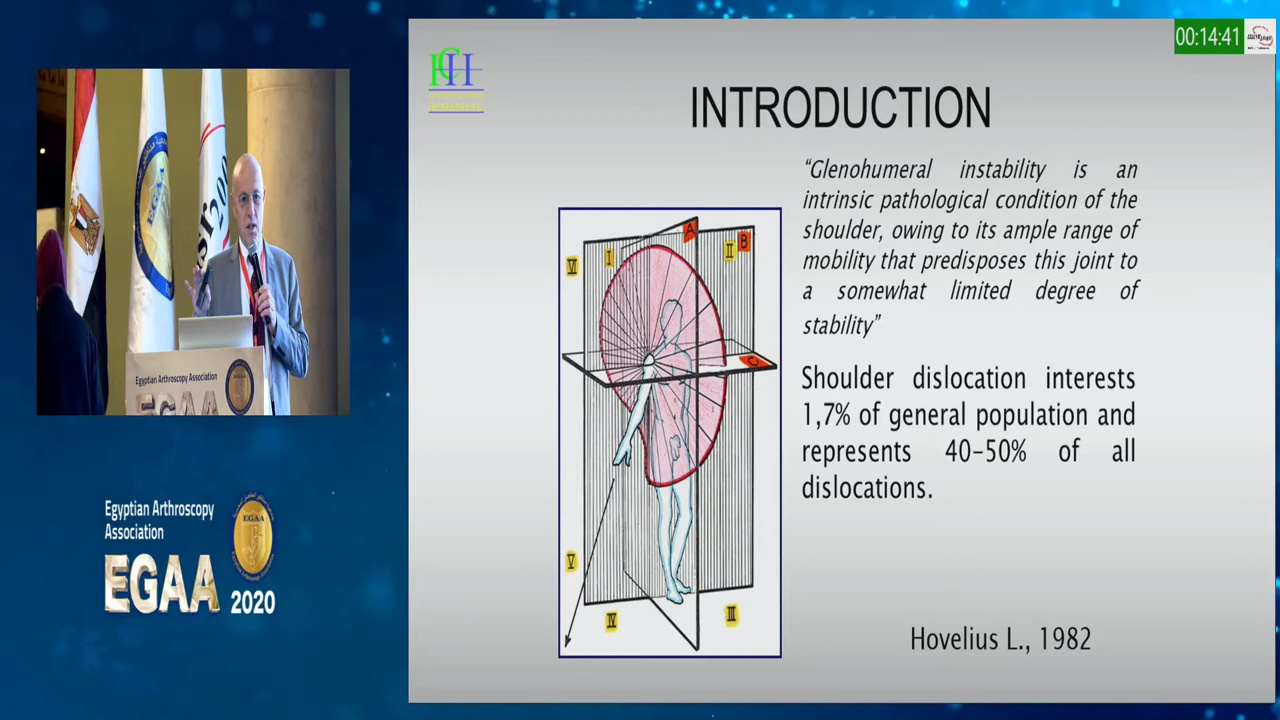 00:14:41
INTRODUCTION
“Glenohumeral instability is an
intrinsic pathological condition of the
shoulder, owing to its ample range of
mobility that predisposes this joint to
a somewhat limited degree of
stability”
Shoulder dislocation interests
1,7% of general population and
represents 40-50% of all
dislocations.
Hovelius L., 1982
A
B
C
I
II
III
IV
V
VI
HUMANITAS
Egyptian Arthroscopy Association
EGAA
Egyptian Arthroscopy
Association
EGAA
2020
EGAA